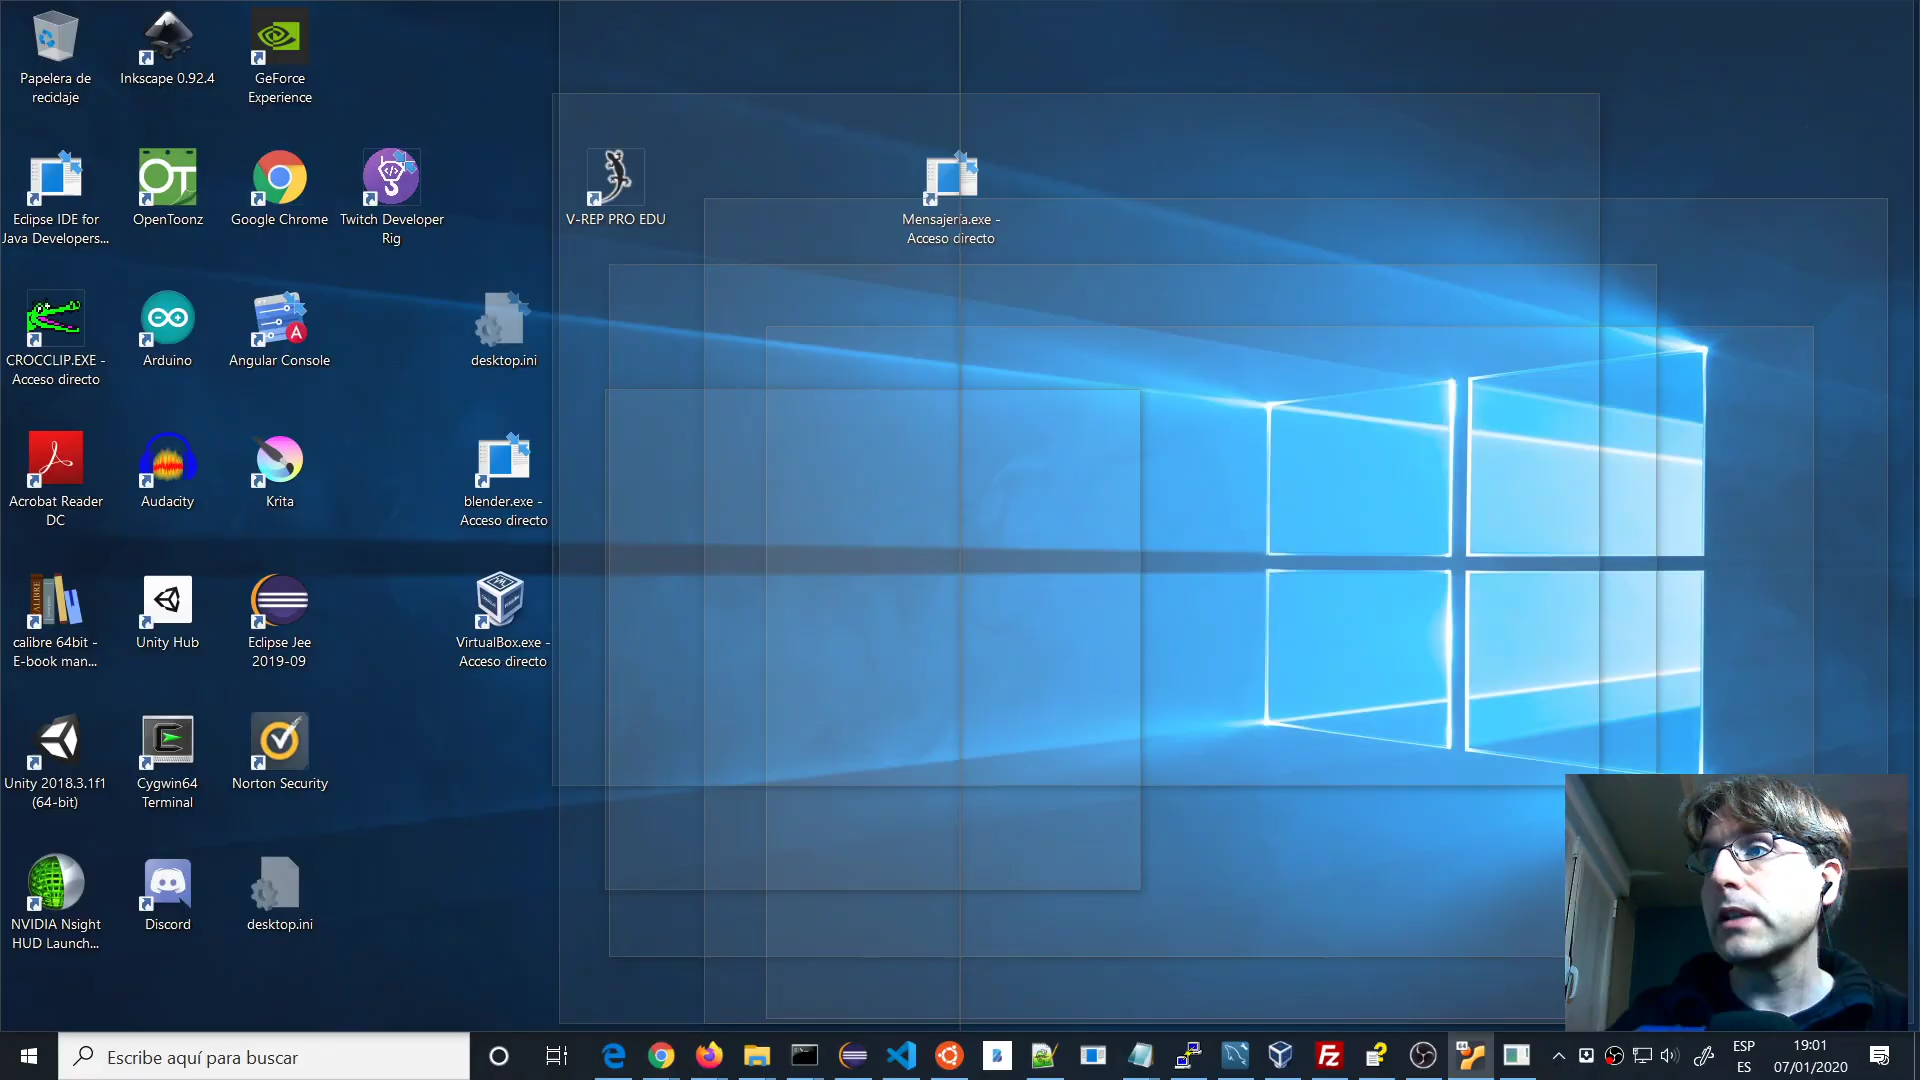 Papelera de
reciclaje
Inkscape 0.92.4
GeForce
Experience
Eclipse IDE for
Java Developers...
OpenToonz
Google Chrome
Twitch Developer
Rig
V-REP PRO EDU
Mensajería.exe -
Acceso directo
CROCCLIP.EXE -
Acceso directo
Arduino
Angular Console
desktop.ini
Acrobat Reader
DC
Audacity
Krita
blender.exe -
Acceso directo
calibre 64bit -
E-book man...
Unity Hub
Eclipse Jee
2019-09
VirtualBox.exe -
Acceso directo
Unity 2018.3.1f1
(64-bit)
Cygwin64
Terminal
Norton Security
NVIDIA Nsight
HUD Launch...
Discord
desktop.ini
Escribe aquí para buscar
ESP
ES
19:01
07/01/2020